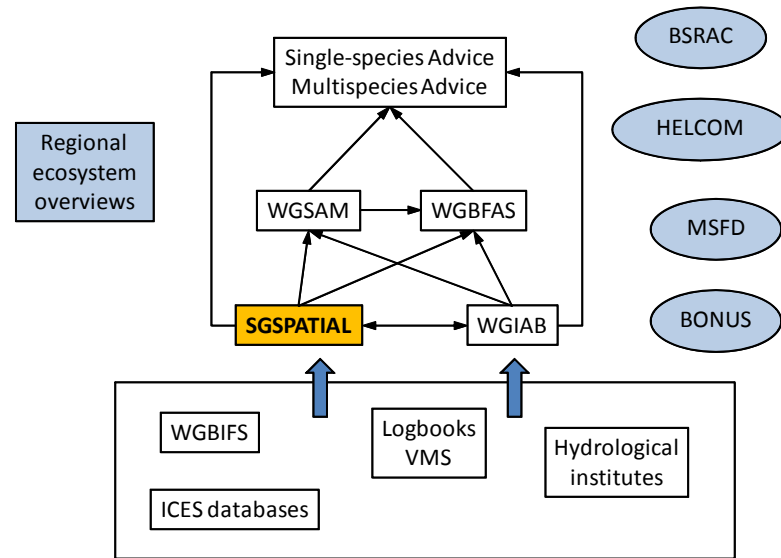 BSRAC
Single-species Advice
Multispecies Advice
HELCOM
Regional
ecosystem
overviews
WGSAM
WGBFAS
MSFD
SGSPATIAL
WGIAB
BONUS
WGBIFS
Logbooks
VMS
Hydrological
institutes
ICES databases